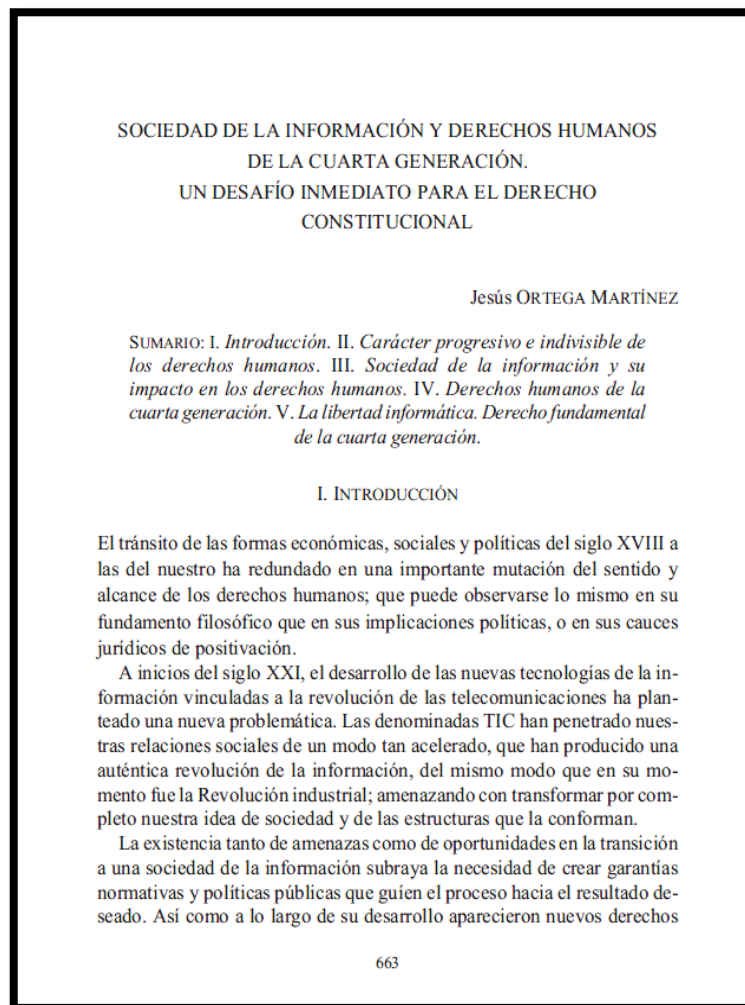 SOCIEDAD DE LA INFORMACIÓN Y DERECHOS HUMANOS
DE LA CUARTA GENERACIÓN.
UN DESAFÍO INMEDIATO PARA EL DERECHO
CONSTITUCIONAL
Jesús ORTEGA MARTÍNEZ
SUMARIO: I. Introducción. II. Carácter progresivo e indivisible de
los derechos humanos. III. Sociedad de la información y su
impacto en los derechos humanos. IV. Derechos humanos de la
cuarta generación. V. La libertad informática. Derecho fundamental
de la cuarta generación.
I. INTRODUCCIÓN
El tránsito de las formas económicas, sociales y políticas del siglo XVIII a
las del nuestro ha redundado en una importante mutación del sentido y
alcance de los derechos humanos; que puede observarse lo mismo en su
fundamento filosófico que en sus implicaciones políticas, o en sus cauces
jurídicos de positivación.
A inicios del siglo XXI, el desarrollo de las nuevas tecnologías de la in-
formación vinculadas a la revolución de las telecomunicaciones ha plan-
teado una nueva problemática. Las denominadas TIC han penetrado nues-
tras relaciones sociales de un modo tan acelerado, que han producido una
auténtica revolución de la información, del mismo modo que en su mo-
mento fue la Revolución industrial; amenazando con transformar por com-
pleto nuestra idea de sociedad y de las estructuras que la conforman.
La existencia tanto de amenazas como de oportunidades en la transición
a una sociedad de la información subraya la necesidad de crear garantías
normativas y políticas públicas que guíen el proceso hacia el resultado de-
seado. Así como a lo largo de su desarrollo aparecieron nuevos derechos
663